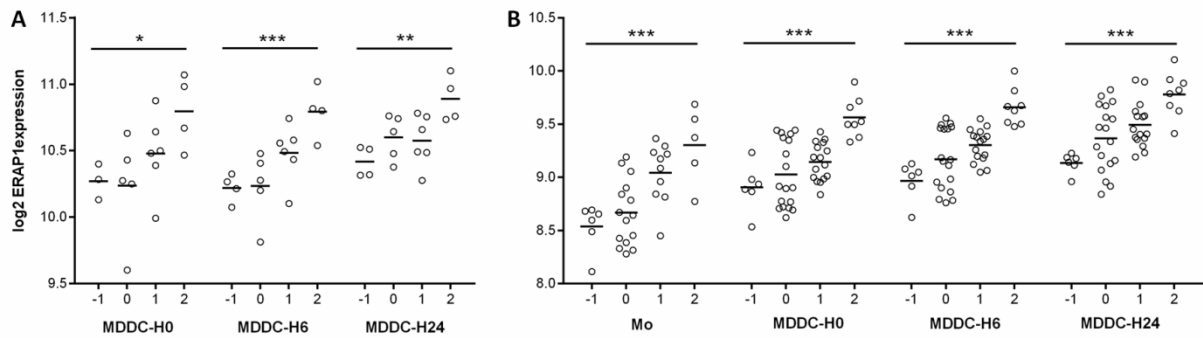 A
log2 ERAP1expression
11.5
11.0
10.5
10.0
9.5
* *** **
-1 0 1 2 -1 0 1 2 -1 0 1 2
MDDC-H0 MDDC-H6 MDDC-H24
B
10.5
10.0
9.5
9.0
8.5
8.0
*** *** *** ***
-1 0 1 2 -1 0 1 2 -1 0 1 2 -1 0 1 2
Mo MDDC-H0 MDDC-H6 MDDC-H24